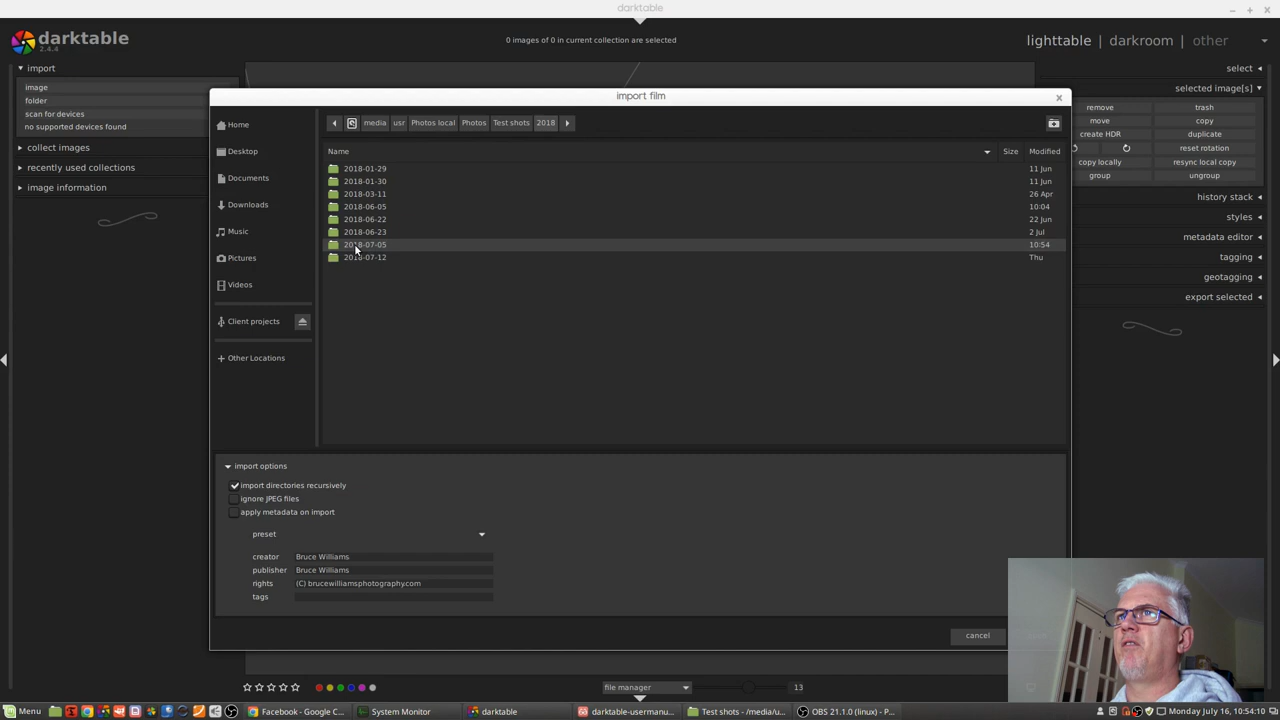 darktable
darktable
2.4.4
0 images of 0 in current collection are selected
lighttable | darkroom | other
import
image
folder
scan for devices
no supported devices found
collect images
recently used collections
image information
import film
Home
Desktop
Documents
Downloads
Music
Pictures
Videos
Client projects
Other Locations
media usr Photos local Photos Test shots 2018
Name Size Modified
2018-01-29 11 Jun
2018-01-30 11 Jun
2018-03-11 26 Apr
2018-06-05 10:04
2018-06-22 22 Jun
2018-06-23 2 Jul
2018-07-05 10:54
2018-07-12 Thu
import options
import directories recursively
ignore JPEG files
apply metadata on import
preset
creator Bruce Williams
publisher Bruce Williams
rights (C) brucewilliamsphotography.com
tags
cancel
select
selected image[s]
remove trash
move copy
create HDR duplicate
reset rotation
copy locally resync local copy
group ungroup
history stack
styles
metadata editor
tagging
geotagging
export selected
file manager 13
Menu
Facebook - Google C...
System Monitor
darktable
darktable-usermanu...
Test shots - /media/u...
OBS 21.1.0 (linux) - P...
Monday July 16, 10:54:10